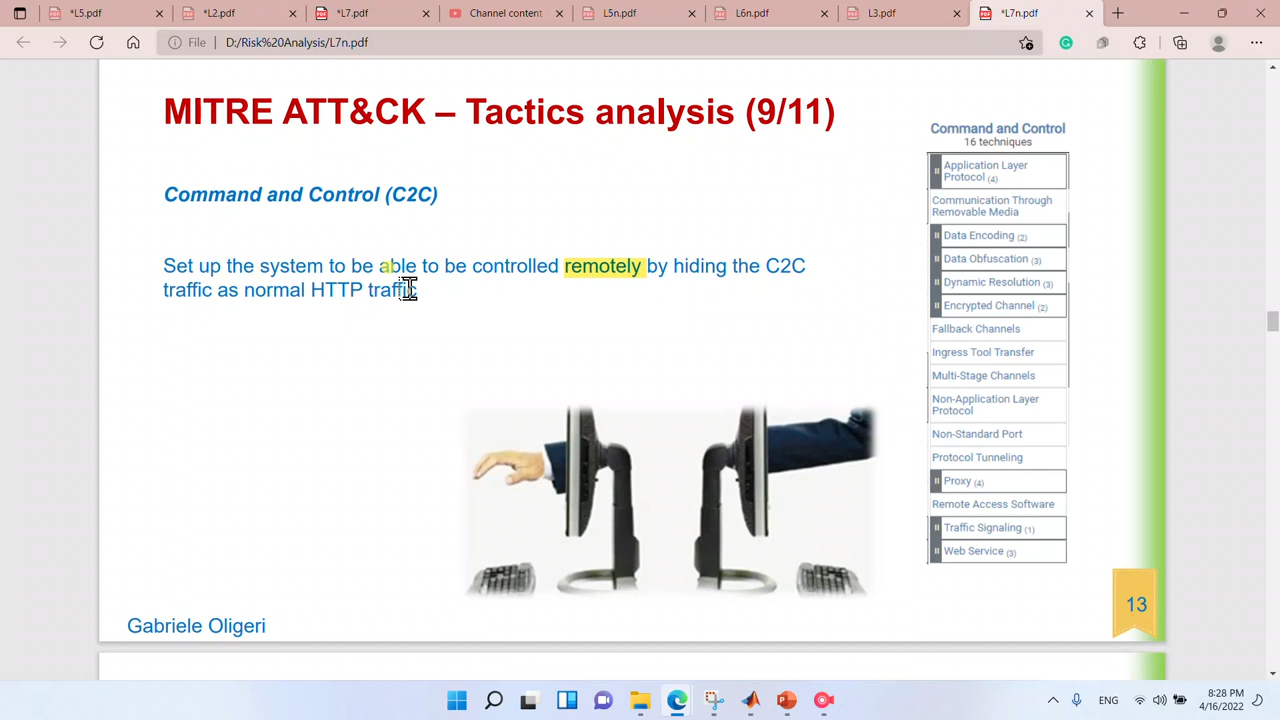 *L5.pdf
*L2.pdf
*L7.pdf
Channel content
L5n.pdf
L6n.pdf
L3.pdf
*L7n.pdf
File
D:/Risk%20Analysis/L7n.pdf
MITRE ATT&CK – Tactics analysis (9/11)
Command and Control (C2C)
Set up the system to be able to be controlled remotely by hiding the C2C
traffic as normal HTTP traffic
Command and Control
16 techniques
Application Layer
Protocol (4)
Communication Through
Removable Media
Data Encoding (2)
Data Obfuscation (3)
Dynamic Resolution (3)
Encrypted Channel (2)
Fallback Channels
Ingress Tool Transfer
Multi-Stage Channels
Non-Application Layer
Protocol
Non-Standard Port
Protocol Tunneling
Proxy (4)
Remote Access Software
Traffic Signaling (1)
Web Service (3)
13
Gabriele Oligeri
ENG
8:28 PM
4/16/2022